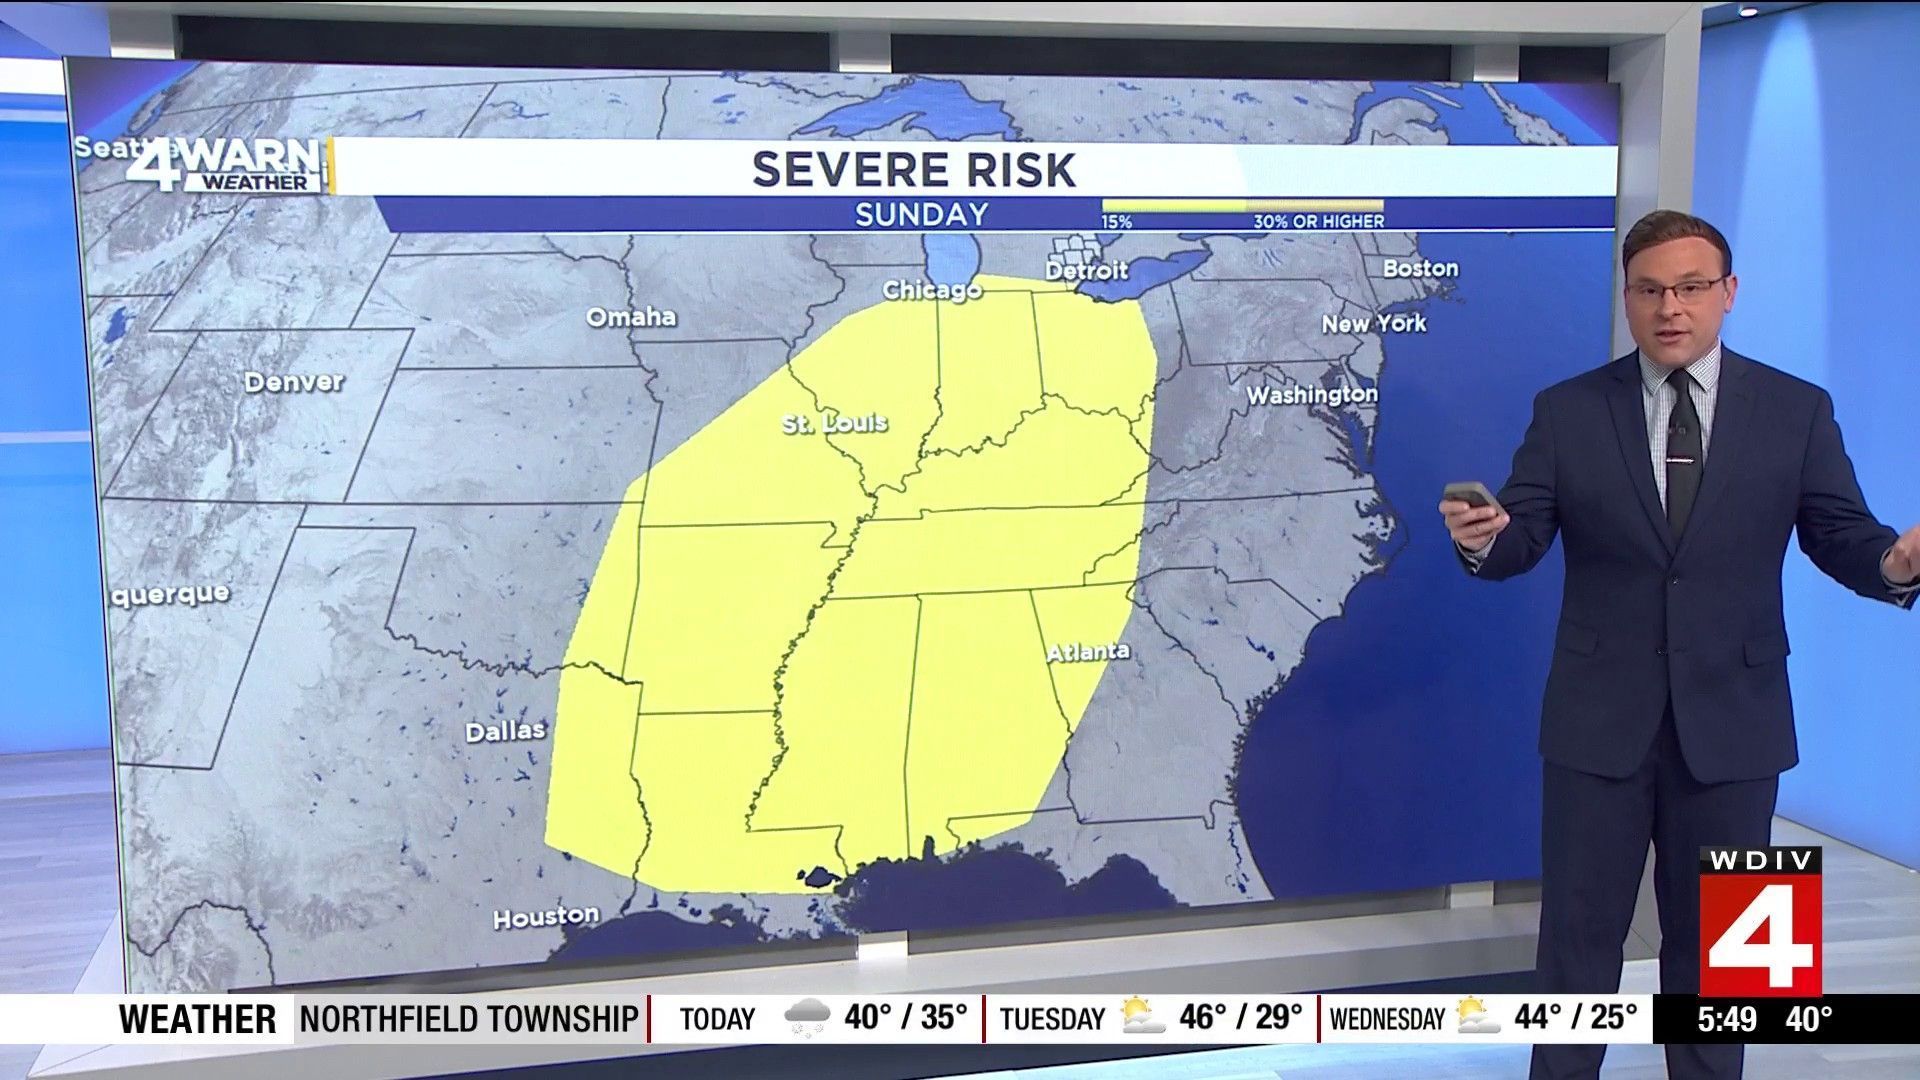 Seat
4WARN
WEATHER
SEVERE RISK
SUNDAY
15%
30% OR HIGHER
Detroit
Boston
Chicago
Omaha
New York
Denver
Washington
St. Louis
querque
Atlanta
Dallas
Houston
WDIV
4
WEATHER NORTHFIELD TOWNSHIP TODAY 40° / 35° TUESDAY 46° / 29° WEDNESDAY 44° / 25° 5:49 40°